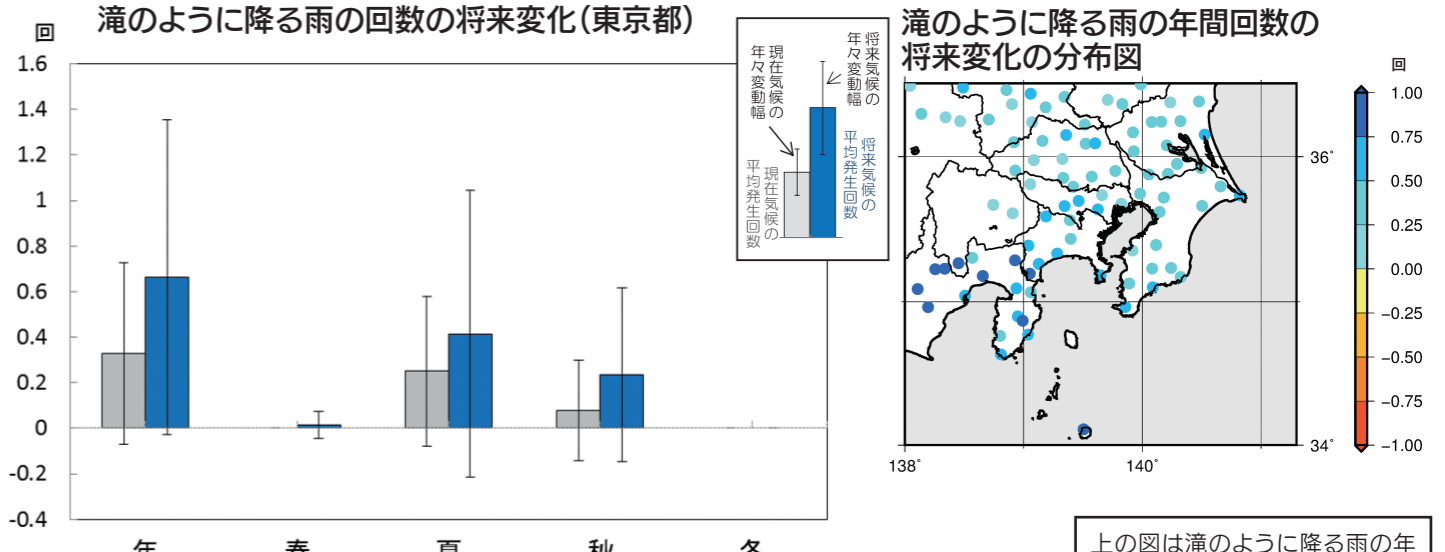 滝のように降る雨の回数の将来変化（東京都）
回
1.6
1.4
1.2
1
0.8
0.6
0.4
0.2
0
-0.2
-0.4
年
春
夏
秋
冬
現在気候の
年々変動幅
将来気候の
年々変動幅
現在気候の
平均発生回数
将来気候の
平均発生回数
滝のように降る雨の年間回数の
将来変化の分布図
回
1.00
0.75
0.50
0.25
0.00
−0.25
−0.50
−0.75
−1.00
36˚
34˚
138˚
140˚
上の図は滝のように降る雨の年